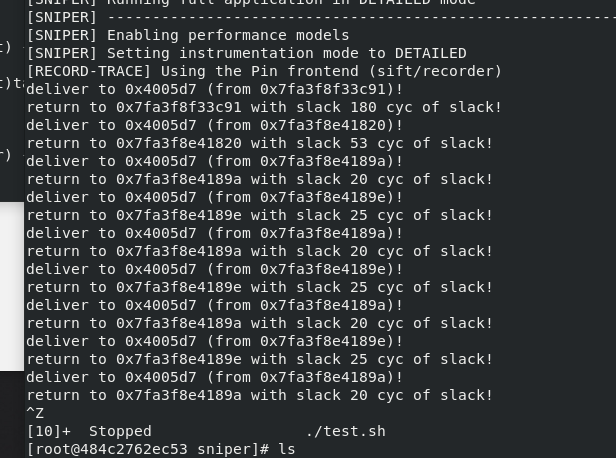 [SNIPER] Running full application in DETAILED mode
[SNIPER] --------------------------------------------------------
[SNIPER] Enabling performance models
[SNIPER] Setting instrumentation mode to DETAILED
[RECORD-TRACE] Using the Pin frontend (sift/recorder)
deliver to 0x4005d7 (from 0x7fa3f8f33c91)!
return to 0x7fa3f8f33c91 with slack 180 cyc of slack!
deliver to 0x4005d7 (from 0x7fa3f8e41820)!
return to 0x7fa3f8e41820 with slack 53 cyc of slack!
deliver to 0x4005d7 (from 0x7fa3f8e4189a)!
return to 0x7fa3f8e4189a with slack 20 cyc of slack!
deliver to 0x4005d7 (from 0x7fa3f8e4189e)!
return to 0x7fa3f8e4189e with slack 25 cyc of slack!
deliver to 0x4005d7 (from 0x7fa3f8e4189a)!
return to 0x7fa3f8e4189a with slack 20 cyc of slack!
deliver to 0x4005d7 (from 0x7fa3f8e4189e)!
return to 0x7fa3f8e4189e with slack 25 cyc of slack!
deliver to 0x4005d7 (from 0x7fa3f8e4189a)!
return to 0x7fa3f8e4189a with slack 20 cyc of slack!
deliver to 0x4005d7 (from 0x7fa3f8e4189e)!
return to 0x7fa3f8e4189e with slack 25 cyc of slack!
deliver to 0x4005d7 (from 0x7fa3f8e4189a)!
return to 0x7fa3f8e4189a with slack 20 cyc of slack!
^Z
[10]+  Stopped                 ./test.sh
[root@484c2762ec53 sniper]# ls